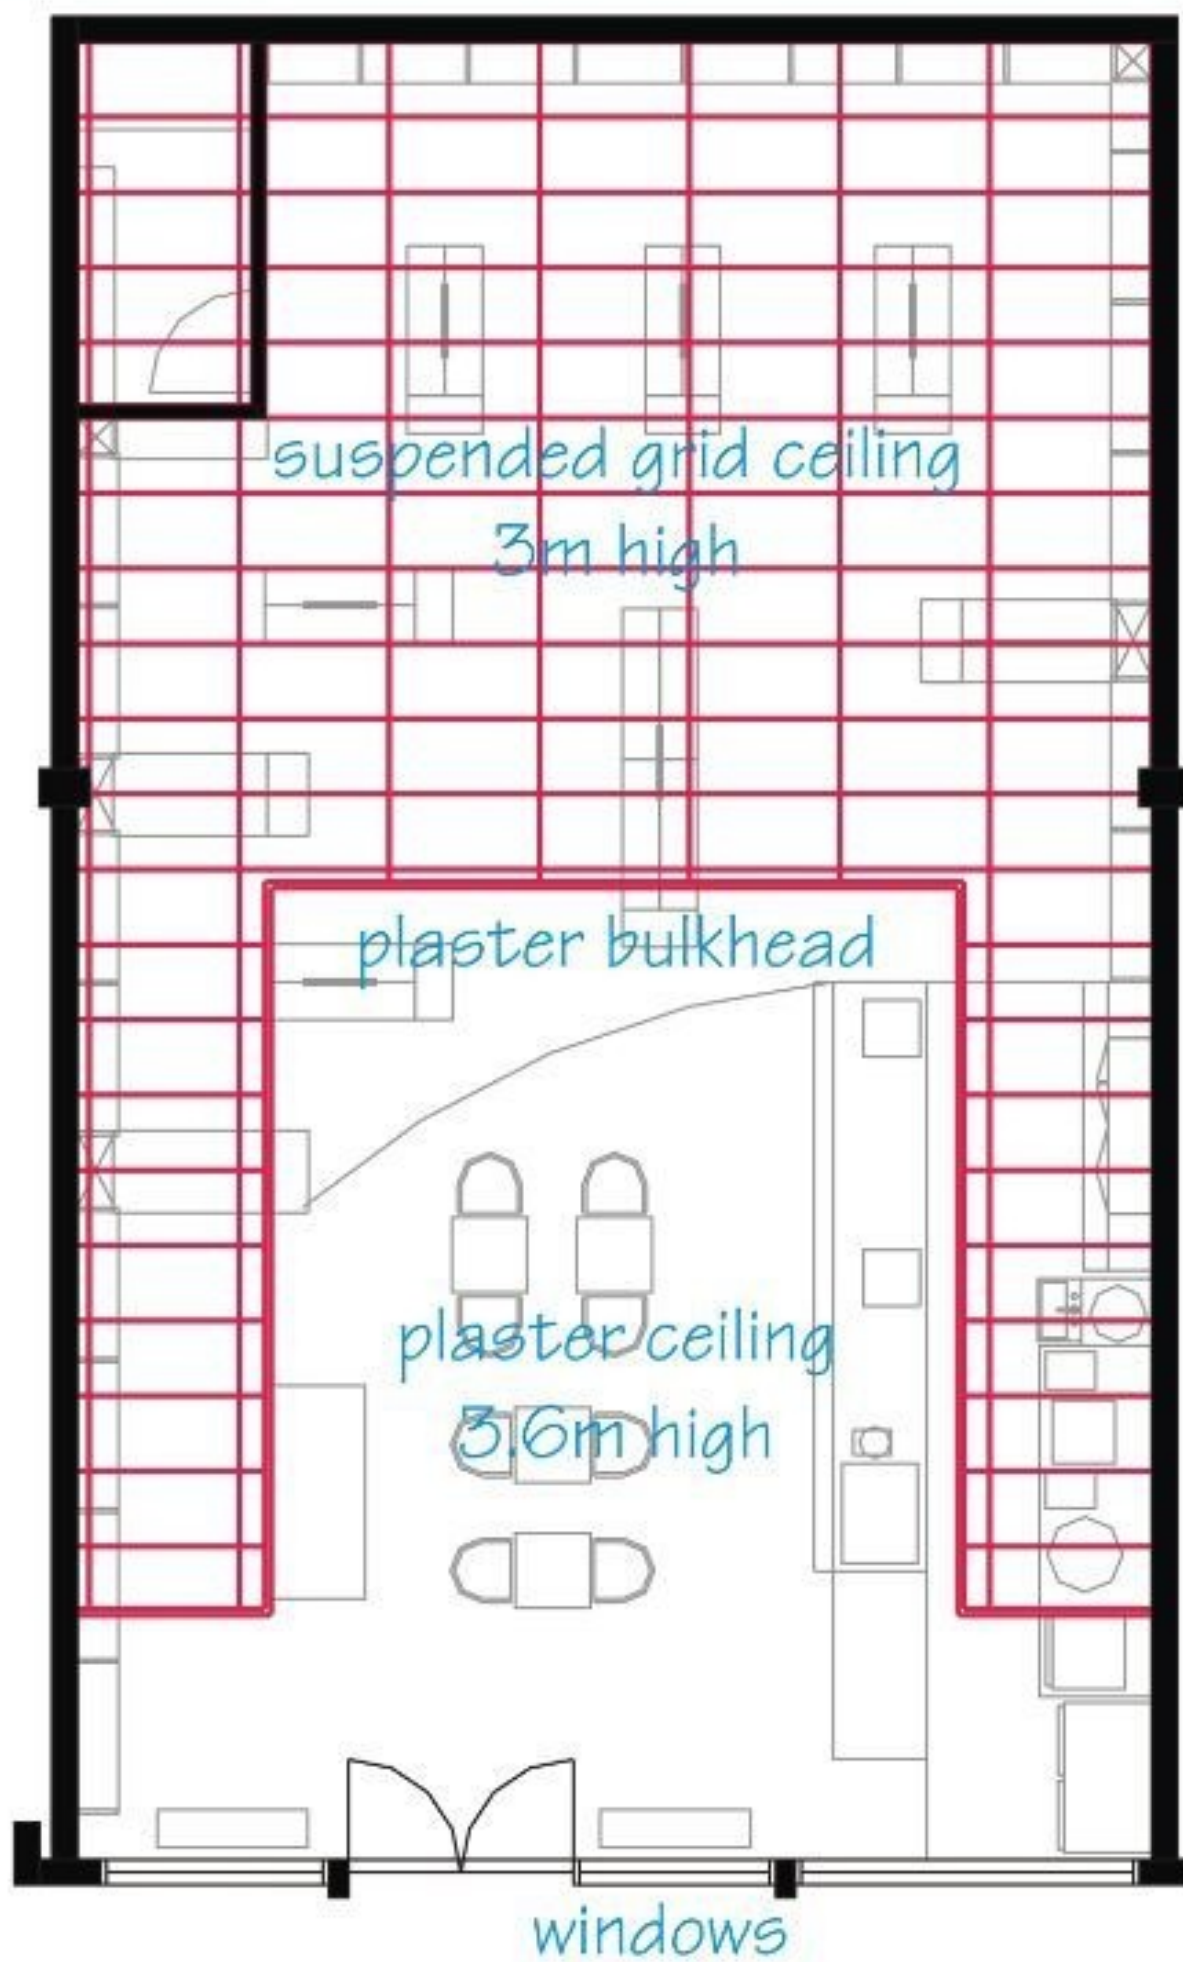 suspended grid ceiling
3m high
plaster bulkhead
plaster ceiling
3.6m high
windows